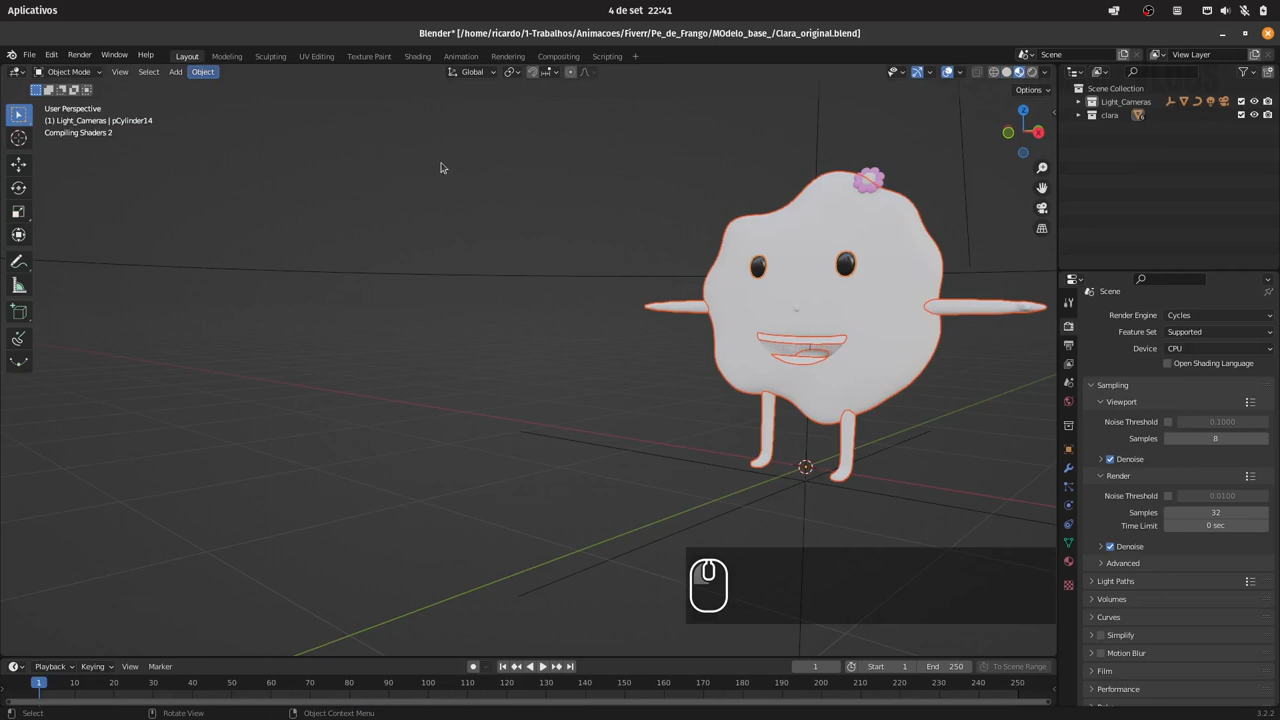 Aplicativos
4 de set 22:41
Blender* [/home/ricardo/1-Trabalhos/Animacoes/Fiverr/Pe_de_Frango/MOdelo_base_/Clara_original.blend]
File Edit Render Window Help
Layout Modeling Sculpting UV Editing Texture Paint Shading Animation Rendering Compositing Scripting
Scene
View Layer
Object Mode View Select Add Object
Global
Options
User Perspective
(1) Light_Cameras | pCylinder14
Compiling Shaders 2
Z
X
Scene Collection
Light_Cameras
clara
6
Scene
Render Engine Cycles
Feature Set Supported
Device CPU
Open Shading Language
Sampling
Viewport
Noise Threshold 0.1000
Samples 8
Denoise
Render
Noise Threshold 0.0100
Samples 32
Time Limit 0 sec
Denoise
Advanced
Light Paths
Volumes
Curves
Simplify
Motion Blur
Film
Performance
Playback Keying View Marker
1
Start 1
End 250
To Scene Range
1 10 20 30 40 50 60 70 80 90 100 110 120 130 140 150 160 170 180 190 200 210 220 230 240 250
Select
Rotate View
Object Context Menu
3.2.2